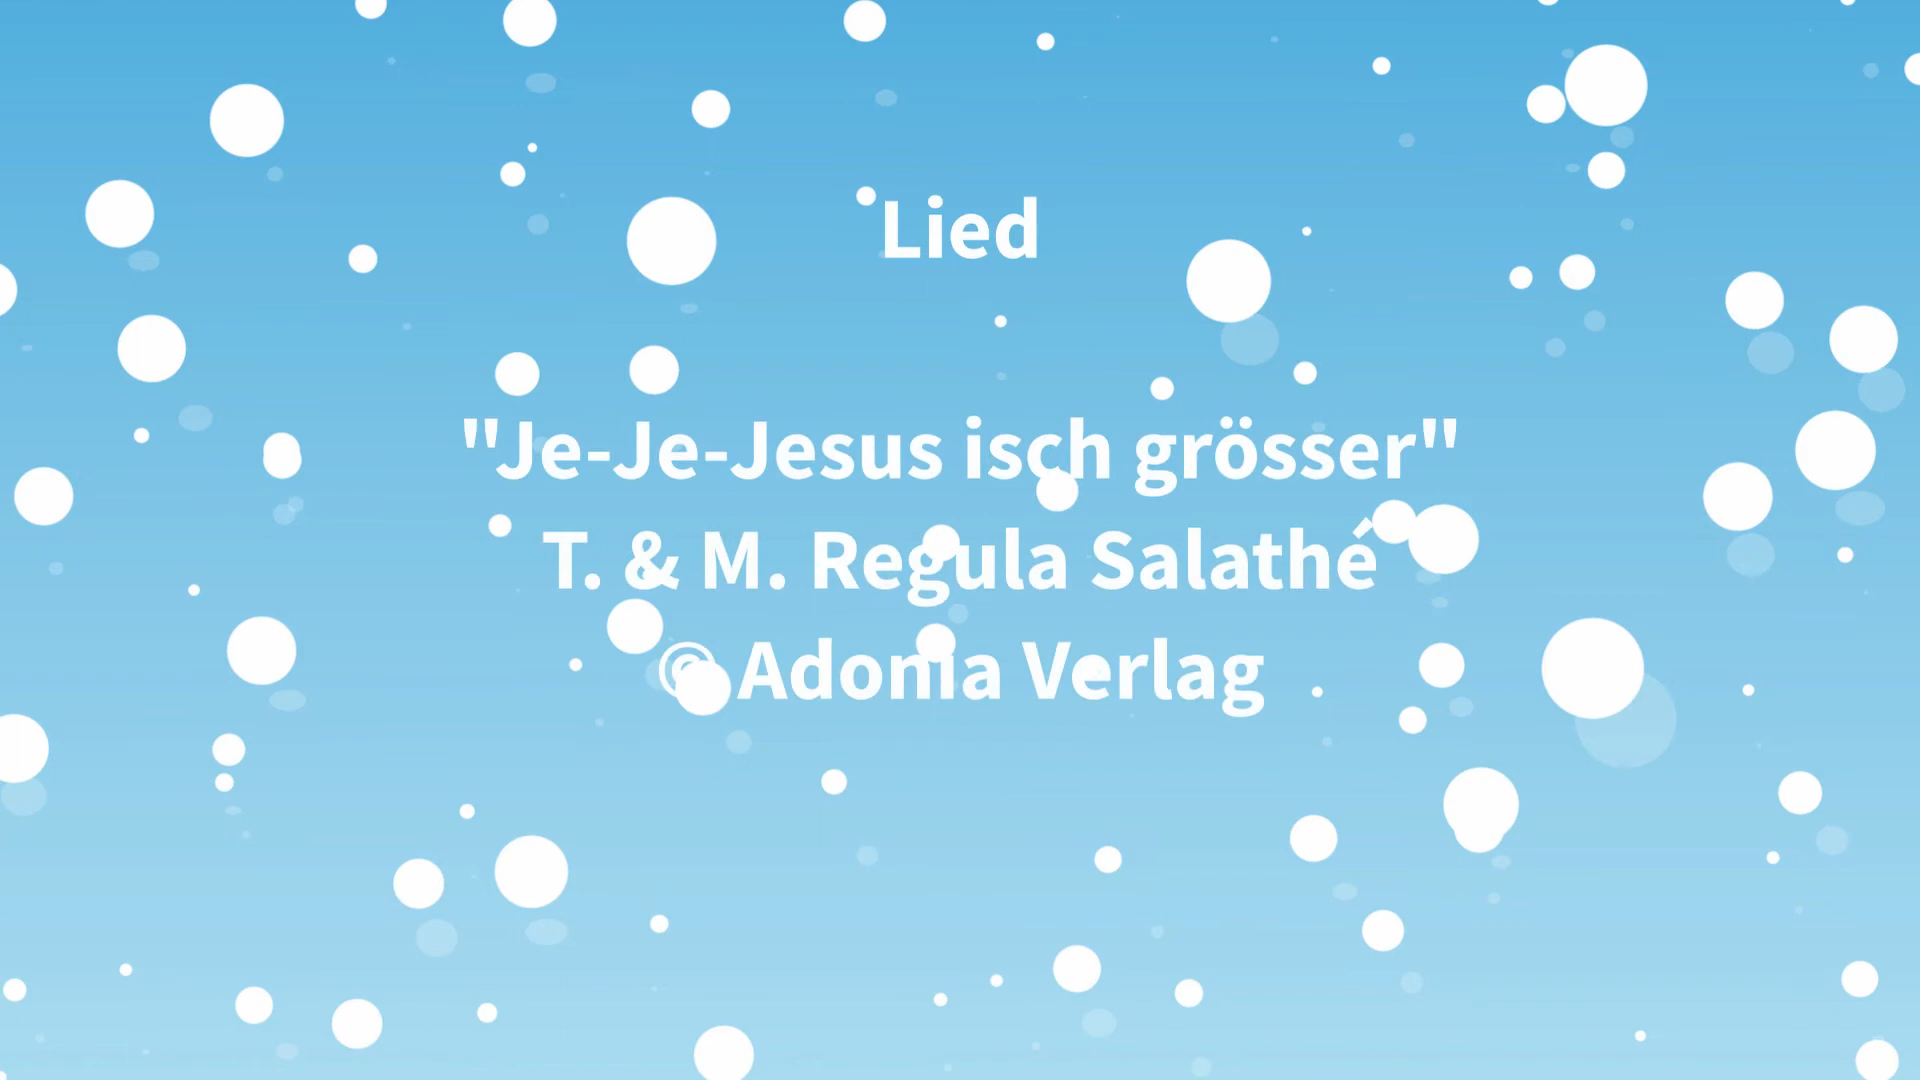 Lied
"Je-Je-Jesus isch grösser"
T. & M. Regula Salathé
© Adonia Verlag